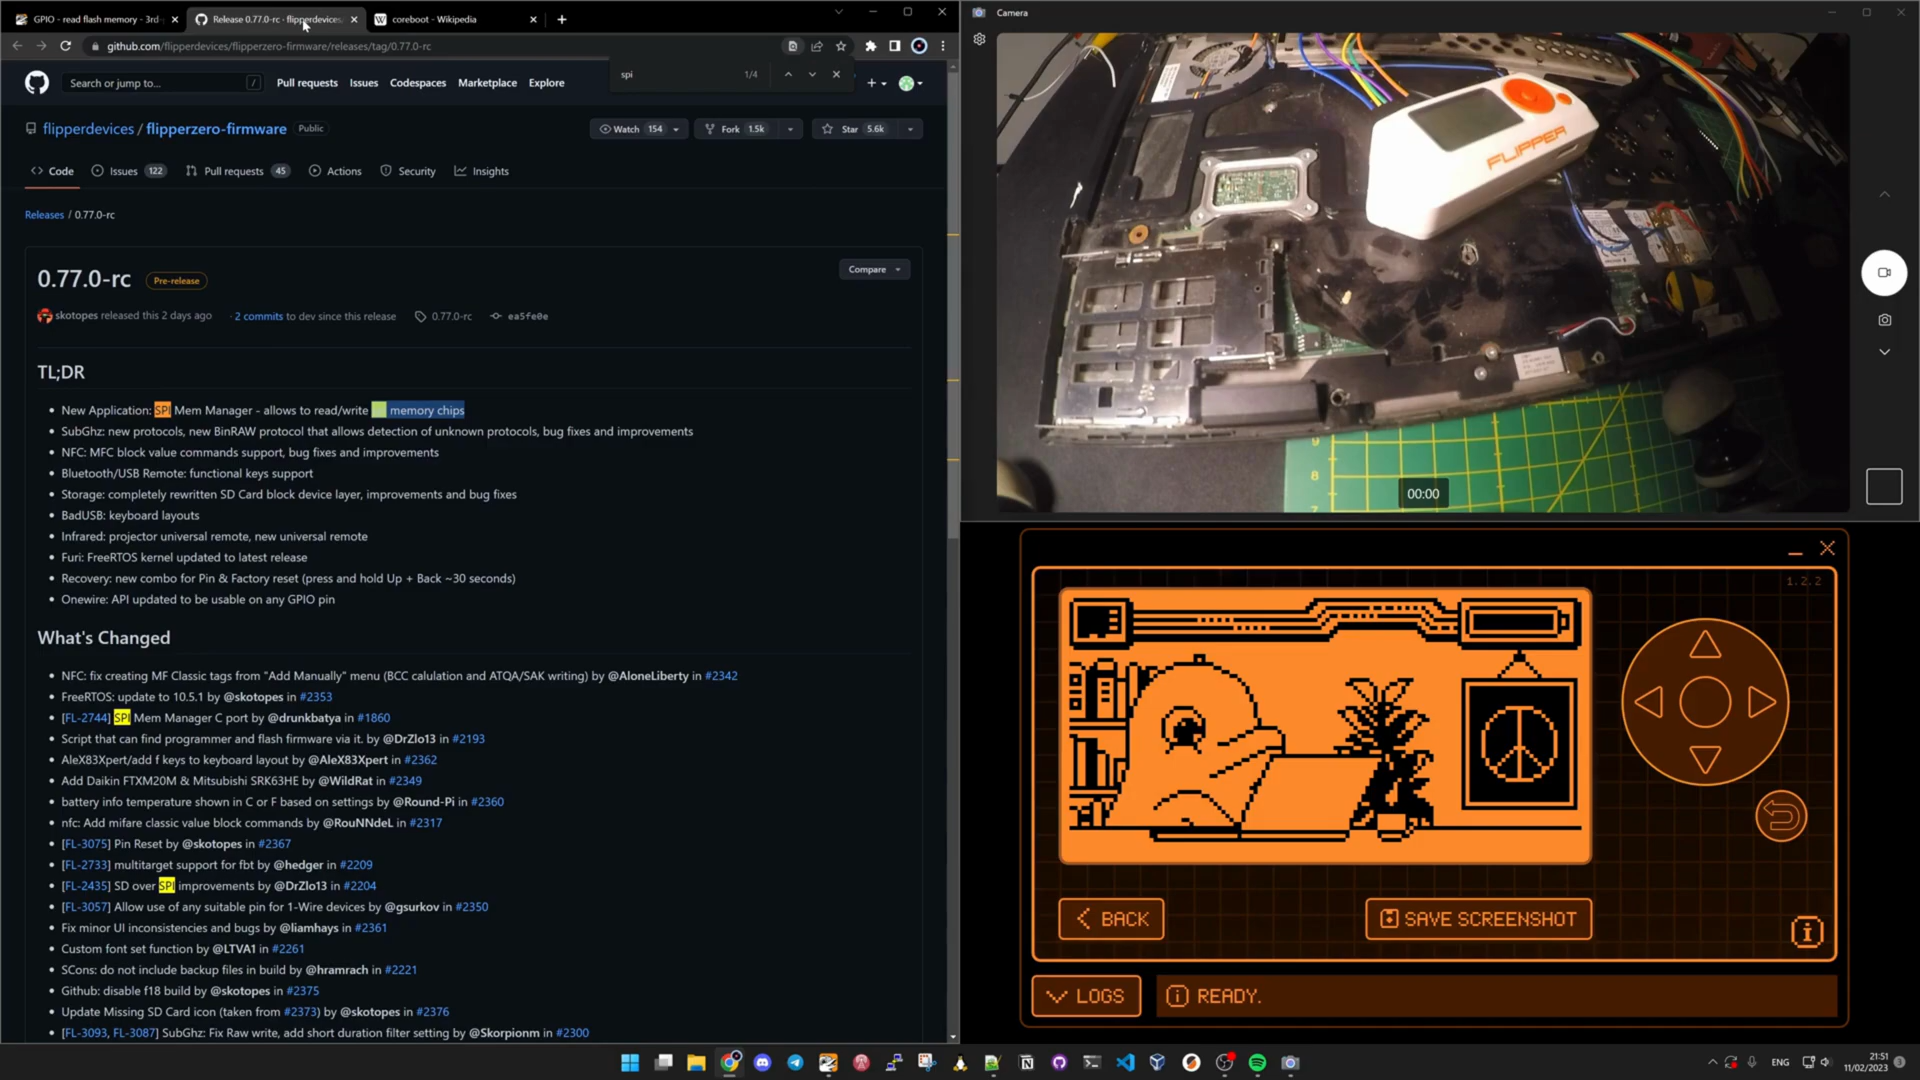 GPIO - read flash memory - 3rd
Release 0.77.0-rc · flipperdevices
coreboot - Wikipedia
github.com/flipperdevices/flipperzero-firmware/releases/tag/0.77.0-rc
spi
1/4
Search or jump to...
/
Pull requests
Issues
Codespaces
Marketplace
Explore
flipperdevices / flipperzero-firmware
Public
Watch 154
Fork 1.5k
Star 5.6k
Code
Issues 122
Pull requests 45
Actions
Security
Insights
Releases / 0.77.0-rc
0.77.0-rc
Pre-release
Compare
skotopes released this 2 days ago
· 2 commits to dev since this release
0.77.0-rc
ea5fe0e
TL;DR
New Application: SPI Mem Manager - allows to read/write memory chips
SubGhz: new protocols, new BinRAW protocol that allows detection of unknown protocols, bug fixes and improvements
NFC: MFC block value commands support, bug fixes and improvements
Bluetooth/USB Remote: functional keys support
Storage: completely rewritten SD Card block device layer, improvements and bug fixes
BadUSB: keyboard layouts
Infrared: projector universal remote, new universal remote
Furi: FreeRTOS kernel updated to latest release
Recovery: new combo for Pin & Factory reset (press and hold Up + Back ~30 seconds)
Onewire: API updated to be usable on any GPIO pin
What's Changed
NFC: fix creating MF Classic tags from "Add Manually" menu (BCC calulation and ATQA/SAK writing) by @AloneLiberty in #2342
FreeRTOS: update to 10.5.1 by @skotopes in #2353
[FL-2744] SPI Mem Manager C port by @drunkbatya in #1860
Script that can find programmer and flash firmware via it. by @DrZlo13 in #2193
AleX83Xpert/add f keys to keyboard layout by @AleX83Xpert in #2362
Add Daikin FTXM20M & Mitsubishi SRK63HE by @WildRat in #2349
battery info temperature shown in C or F based on settings by @Round-Pi in #2360
nfc: Add mifare classic value block commands by @RouNNdeL in #2317
[FL-3075] Pin Reset by @skotopes in #2367
[FL-2733] multitarget support for fbt by @hedger in #2209
[FL-2435] SD over SPI improvements by @DrZlo13 in #2204
[FL-3057] Allow use of any suitable pin for 1-Wire devices by @gsurkov in #2350
Fix minor UI inconsistencies and bugs by @liamhays in #2361
Custom font set function by @LTVA1 in #2261
SCons: do not include backup files in build by @hramrach in #2221
Github: disable f18 build by @skotopes in #2375
Update Missing SD Card icon (taken from #2373) by @skotopes in #2376
[FL-3093, FL-3087] SubGhz: Fix Raw write, add short duration filter setting by @Skorpionm in #2300
Camera
FLIPPER
9
8
7
00:00
1.2.2
BACK
SAVE SCREENSHOT
LOGS
READY.
ENG
21:51
11/02/2023